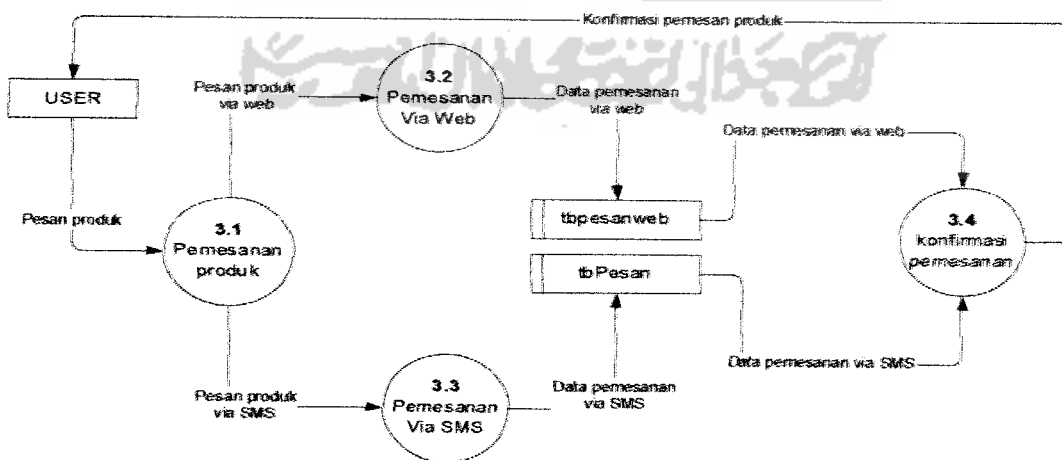 Konfirmasi pemesan produk
USER
Pesan produk
via web
3.2
Pemesanan
Via Web
Data pemesanan
via web
Data pemesanan via web
Pesan produk
3.1
Pemesanan
produk
tbpesanweb
tbPesan
3.4
konfirmasi
pemesanan
Data pemesanan via SMS
Pesan produk
via SMS
3.3
Pemesanan
Via SMS
Data pemesanan
via SMS